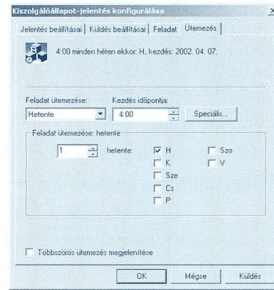 Kiszolgálóállapot-jelentés konfigurálása
Jelentés beállításai Küldés beállításai Feladat Ütemezés
4:00 minden héten ekkor: H, kezdés: 2002. 04. 07.
Feladat ütemezése: Kezdés időpontja:
Hetente 4:00 Speciális...
Feladat ütemezése: hetente
1 hetente: H Szo
K V
Sze
Cs
P
Többszörös ütemezés megjelenítése
OK Mégse Küldés